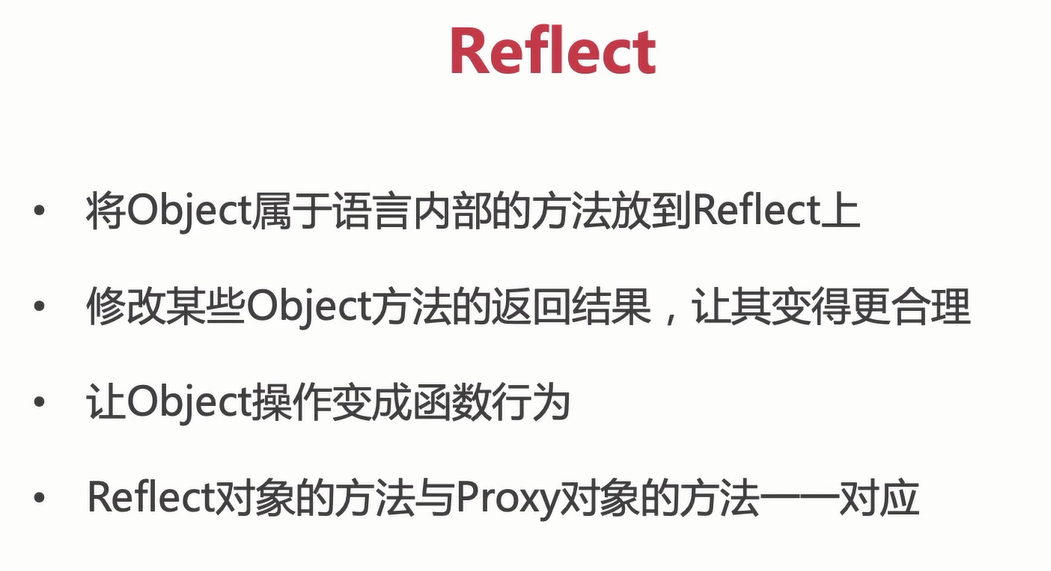 Reflect
• 将Object属于语言内部的方法放到Reflect上
• 修改某些Object方法的返回结果，让其变得更合理
• 让Object操作变成函数行为
• Reflect对象的方法与Proxy对象的方法一一对应